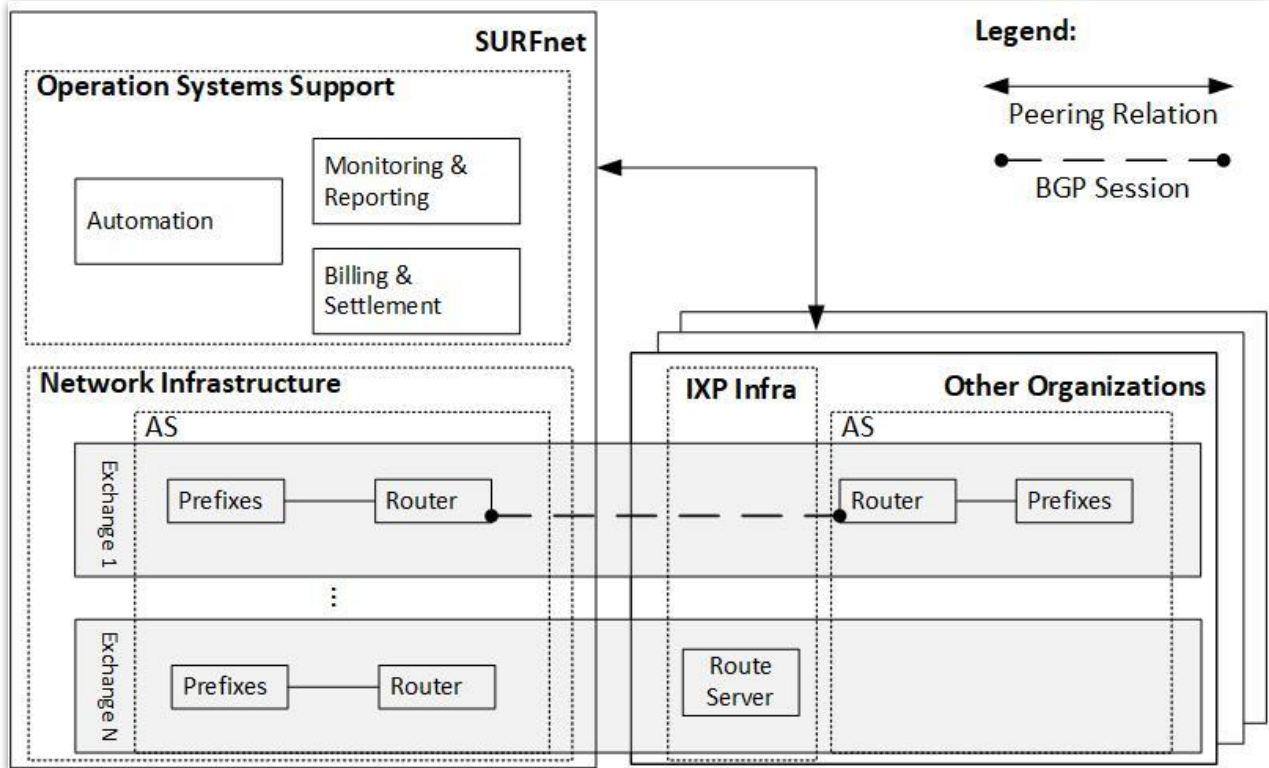 SURFnet
Legend:
Operation Systems Support
Peering Relation
BGP Session
Automation
Monitoring &
Reporting
Billing &
Settlement
Network Infrastructure
AS
Exchange 1
Prefixes
Router
⋮
Exchange N
Prefixes
Router
IXP Infra
Other Organizations
AS
Router
Prefixes
Route
Server